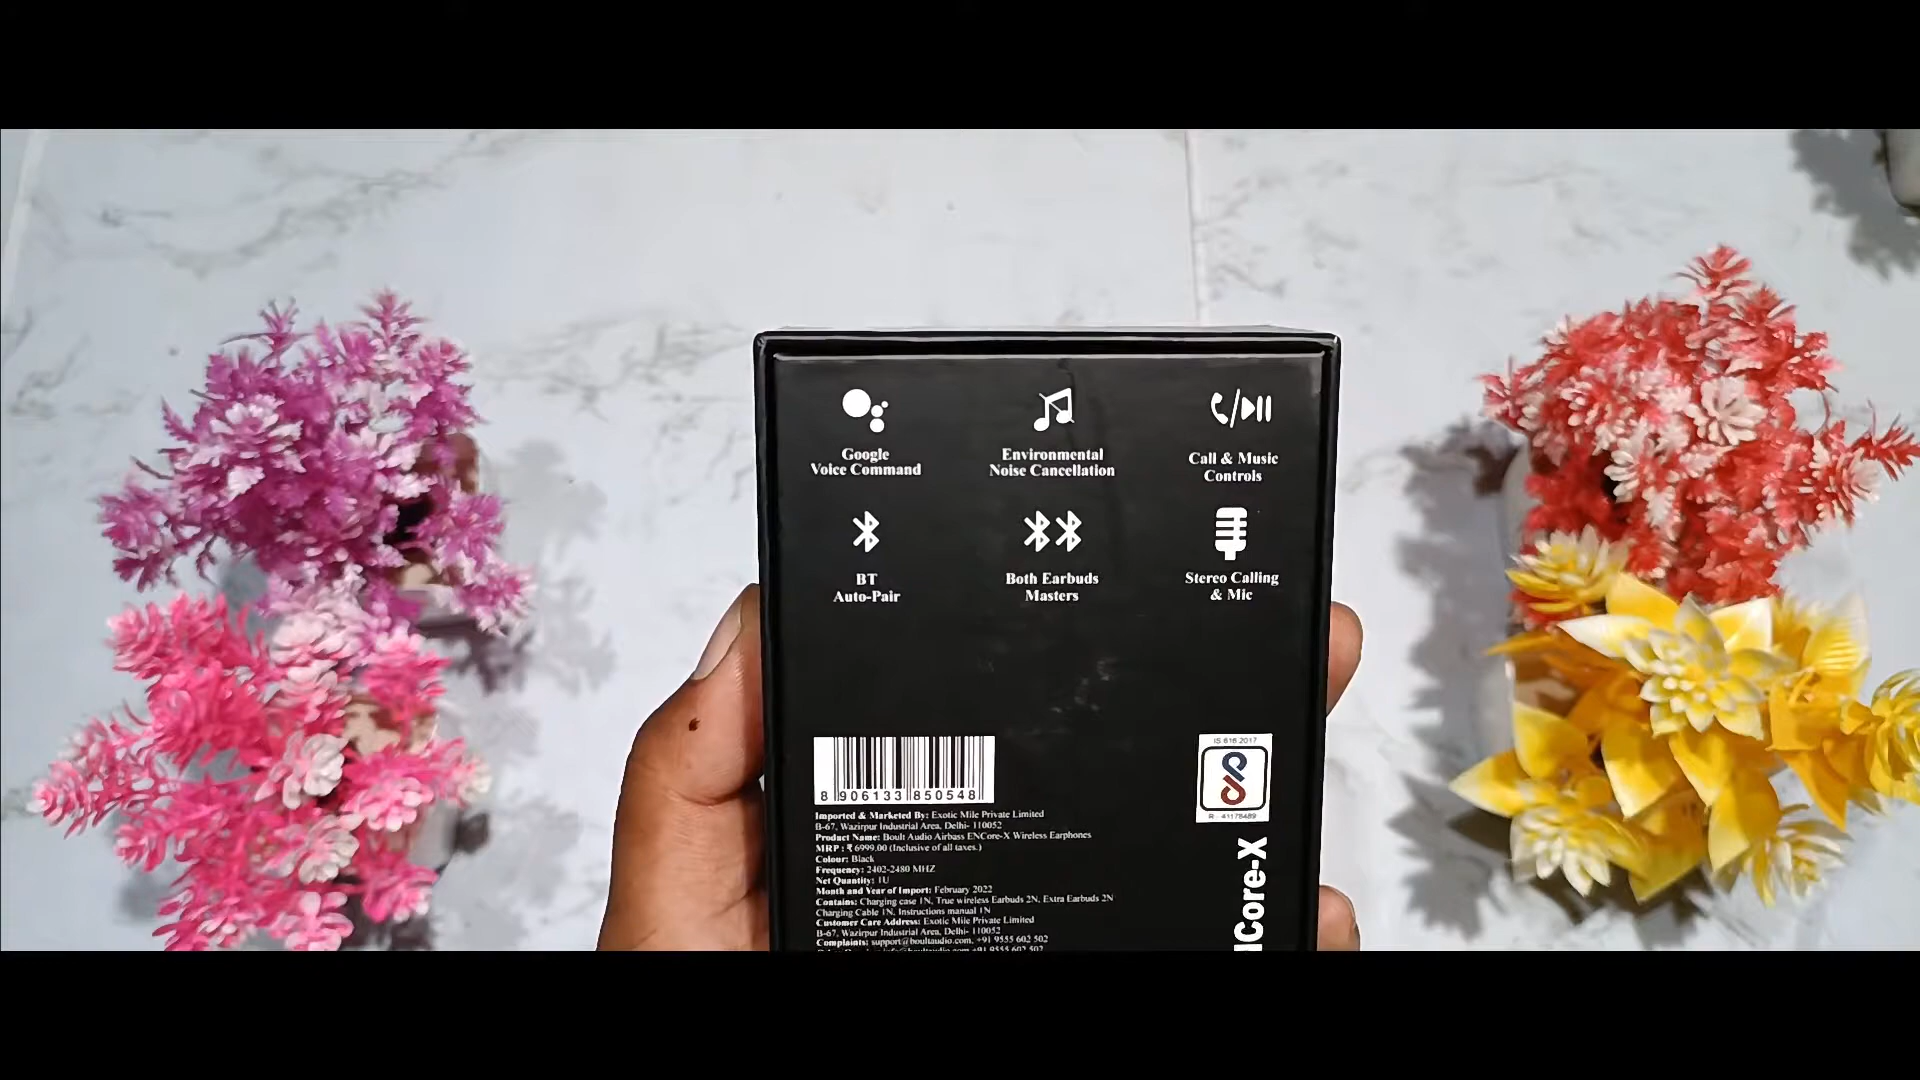 Google
Voice Command
Environmental
Noise Cancellation
Call & Music
Controls
BT
Auto-Pair
Both Earbuds
Masters
Stereo Calling
& Mic
8 906133 850548
IS 616 2017
R - 41178489
Imported & Marketed By: Exotic Mile Private Limited
B-67, Wazirpur Industrial Area, Delhi- 110052
Product Name: Boult Audio Airbass ENCore-X Wireless Earphones
MRP : ₹ 6999.00 (Inclusive of all taxes.)
Colour: Black
Frequency: 2402-2480 MHZ
Net Quantity: 1U
Month and Year of Import: February 2022
Contains: Charging case 1N, True wireless Earbuds 2N, Extra Earbuds 2N
Charging Cable 1N, Instructions manual 1N
Customer Care Address: Exotic Mile Private Limited
B-67, Wazirpur Industrial Area, Delhi- 110052
Complaints: support@boultaudio.com, +91 9555 602 502
Core-X